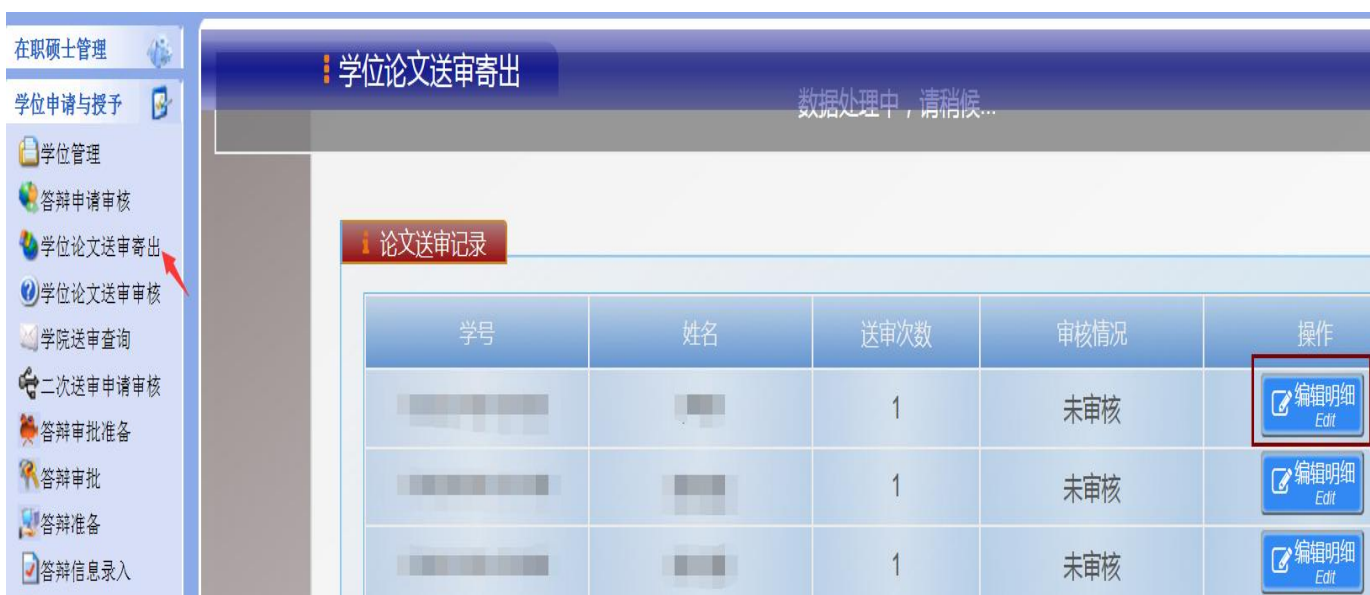 在职硕士管理
学位申请与授予
学位管理
答辩申请审核
学位论文送审寄出
学位论文送审审核
学院送审查询
二次送审申请审核
答辩审批准备
答辩审批
答辩准备
答辩信息录入
学位论文送审寄出
数据处理中，请稍侯...
论文送审记录
学号 姓名 送审次数 审核情况 操作
1 未审核 编辑明细
Edit
1 未审核 编辑明细
Edit
1 未审核 编辑明细
Edit